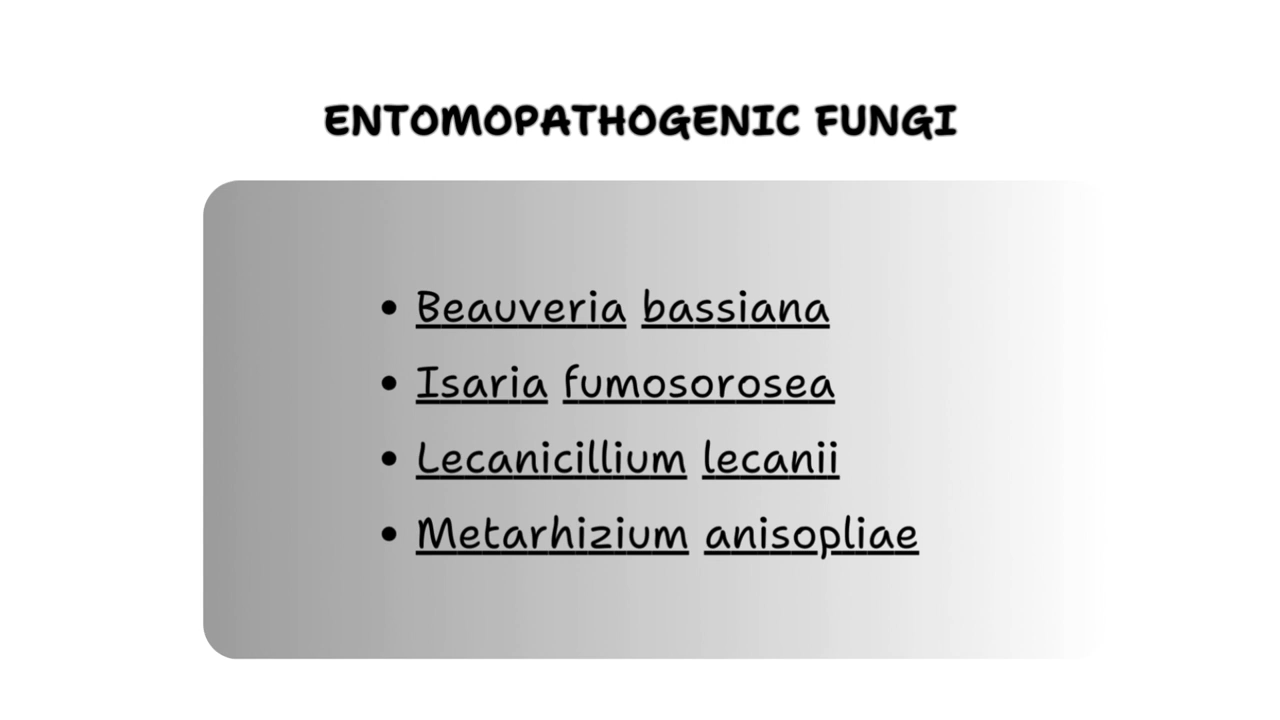 ENTOMOPATHOGENIC FUNGI
• Beauveria bassiana
• Isaria fumosorosea
• Lecanicillium lecanii
• Metarhizium anisopliae